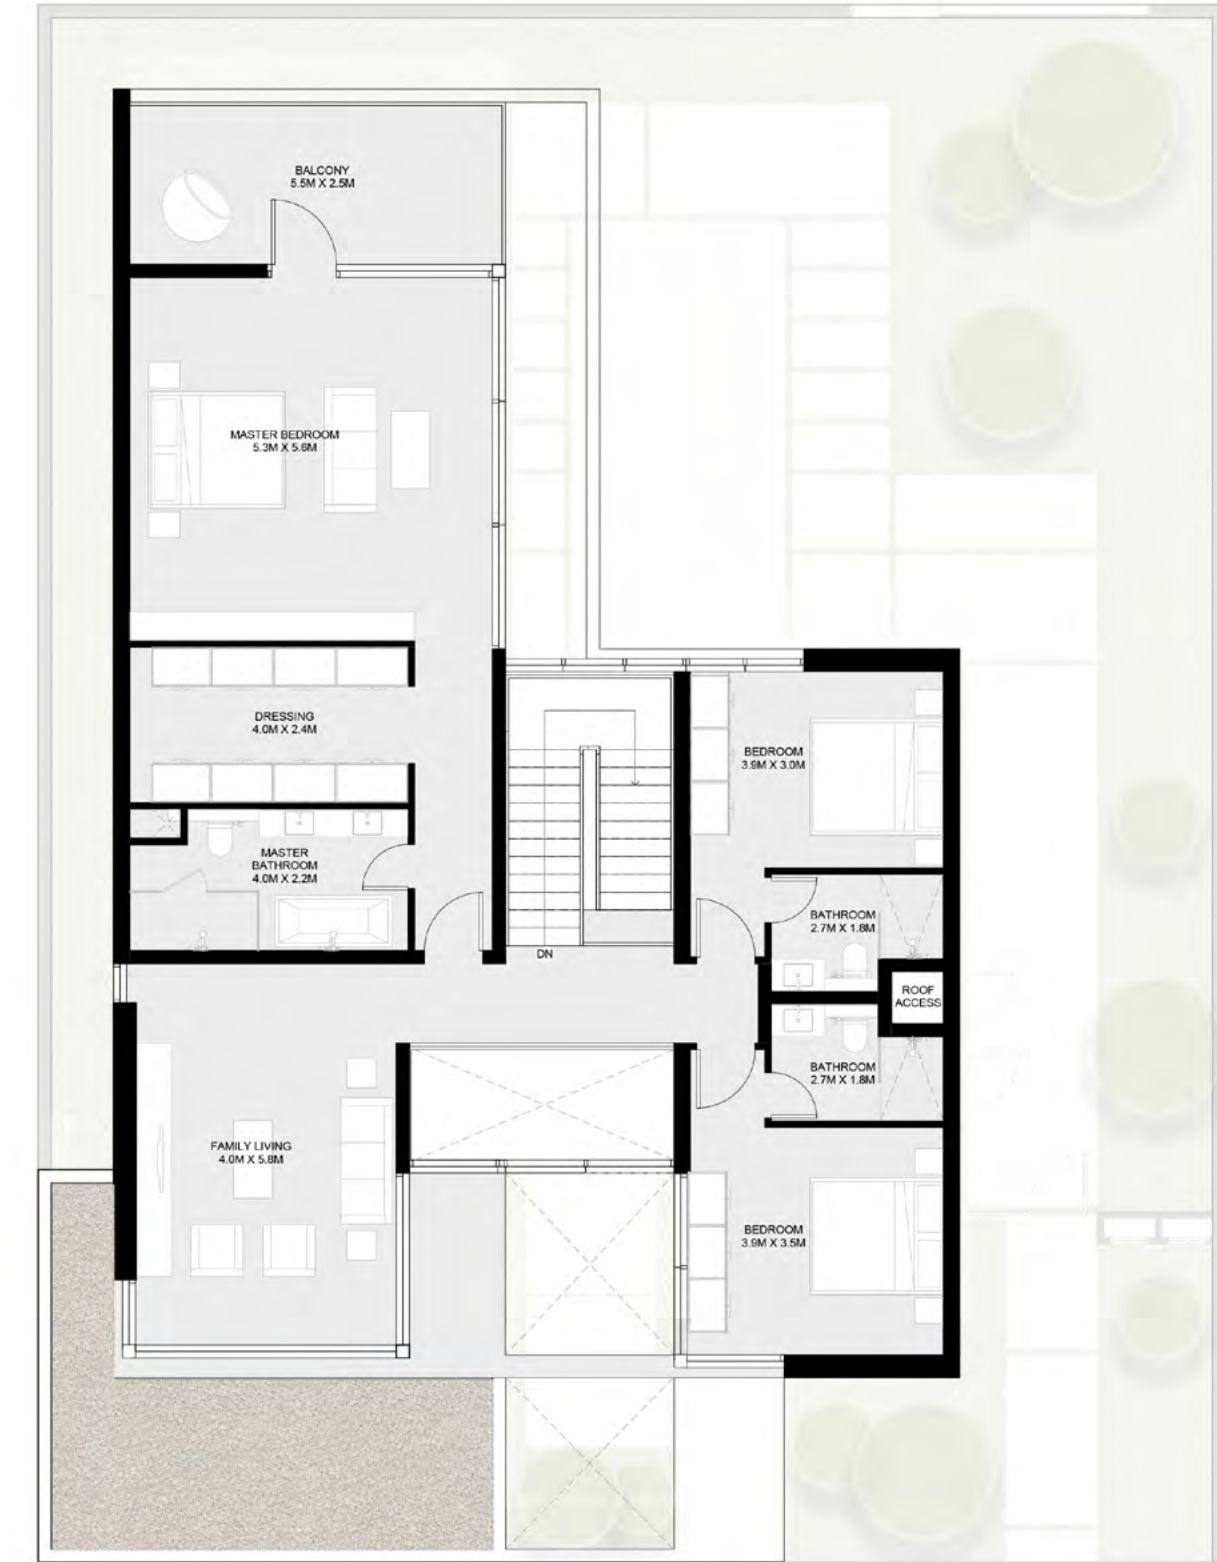 BALCONY
5.5M X 2.5M
MASTER BEDROOM
5.3M X 5.6M
DRESSING
4.0M X 2.4M
BEDROOM
3.9M X 3.0M
MASTER
BATHROOM
4.0M X 2.2M
BATHROOM
2.7M X 1.8M
DN
ROOF
ACCESS
BATHROOM
2.7M X 1.8M
FAMILY LIVING
4.0M X 5.8M
BEDROOM
3.9M X 3.5M